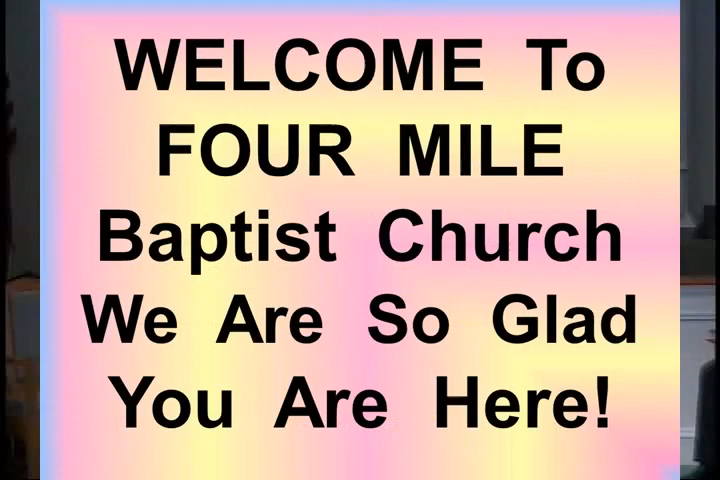 WELCOME To
FOUR MILE
Baptist Church
We Are So Glad
You Are Here!